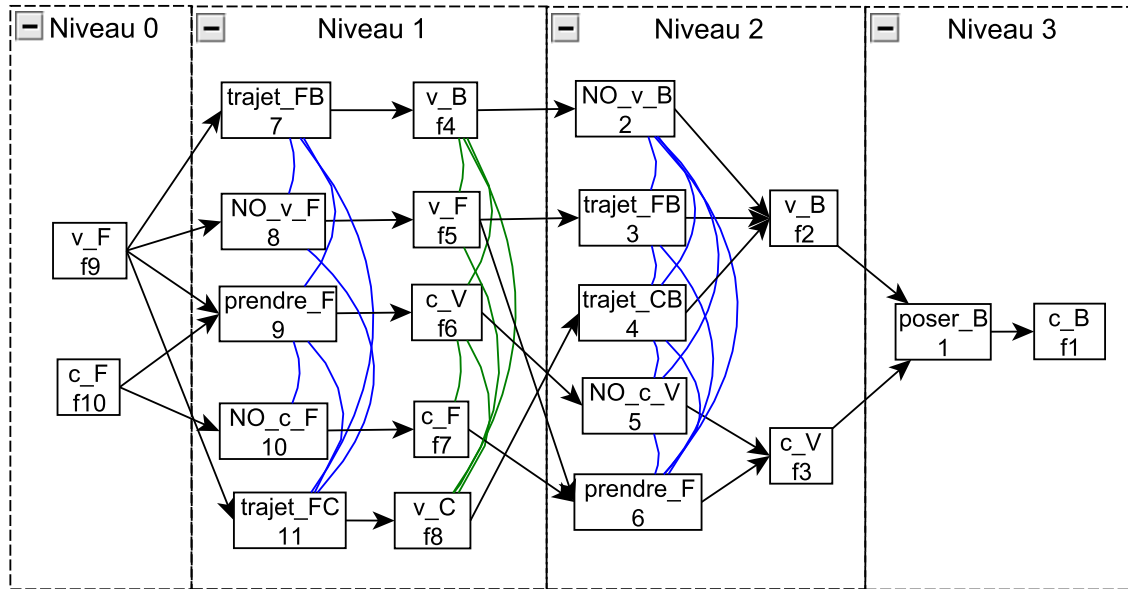 Niveau 0
Niveau 1
Niveau 2
Niveau 3
v_F
f9
c_F
f10
trajet_FB
7
NO_v_F
8
prendre_F
9
NO_c_F
10
trajet_FC
11
v_B
f4
v_F
f5
c_V
f6
c_F
f7
v_C
f8
NO_v_B
2
trajet_FB
3
trajet_CB
4
NO_c_V
5
prendre_F
6
v_B
f2
c_V
f3
poser_B
1
c_B
f1